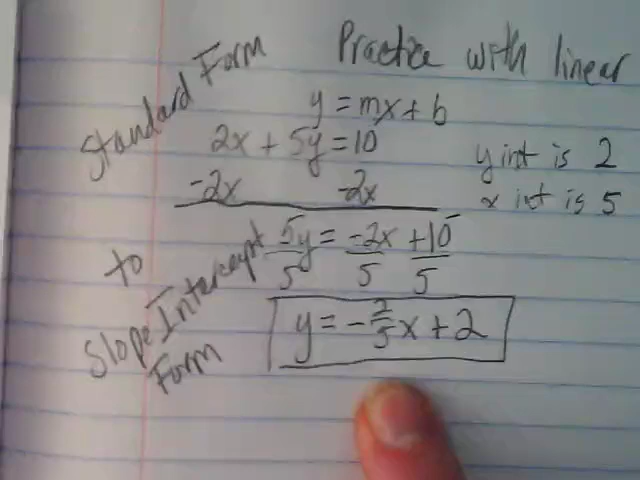 Practice with linear
Standard Form
to
Slope Intercept
Form
y = mx + b
2x + 5y = 10
-2x -2x
5y = -2x +10
5 5 5
y = -2/5x + 2
y int is 2
x int is 5